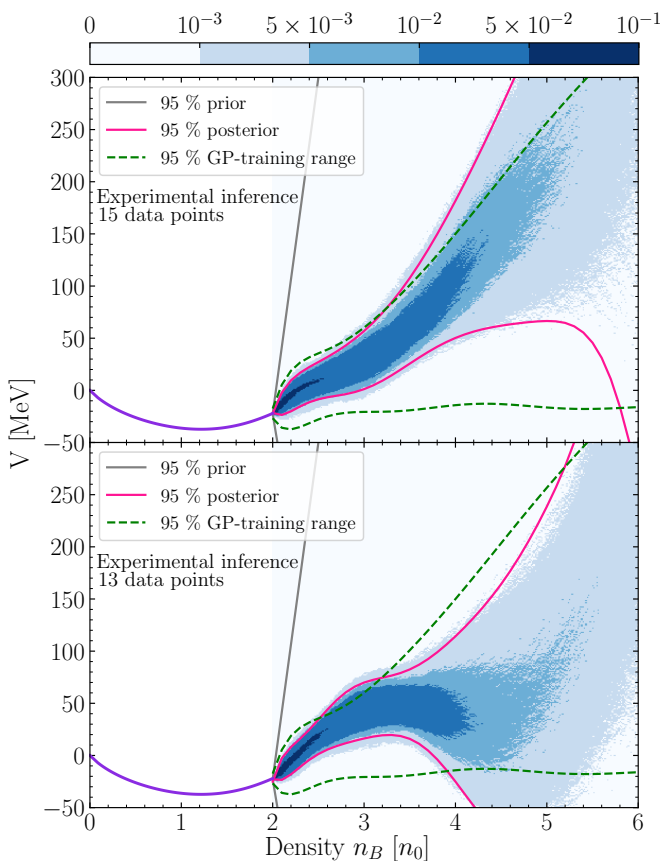 0 10⁻³ 5 × 10⁻³ 10⁻² 5 × 10⁻² 10⁻¹
300
250
200
150
100
50
0
−50
95 % prior
95 % posterior
95 % GP-training range
Experimental inference
15 data points
V [MeV]
250
200
150
100
50
0
−50
95 % prior
95 % posterior
95 % GP-training range
Experimental inference
13 data points
0 1 2 3 4 5 6
Density n_B [n_0]